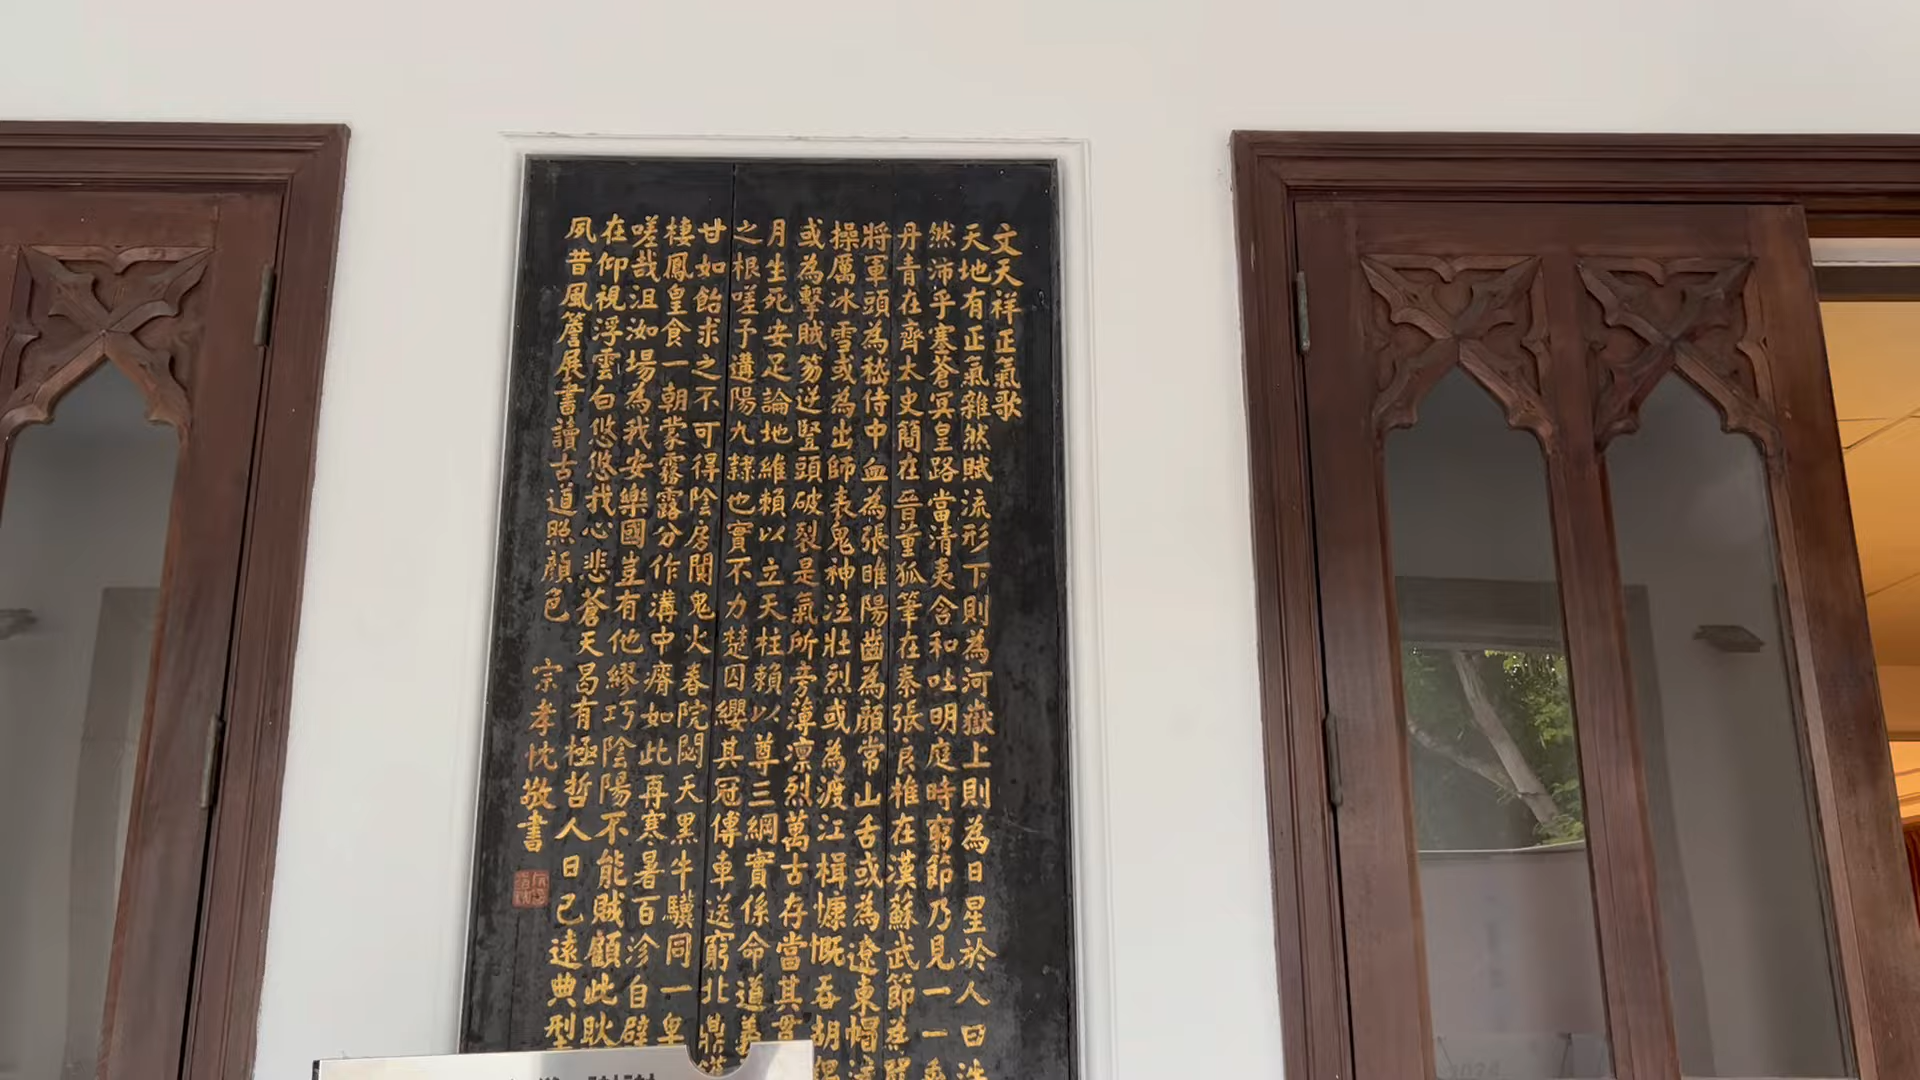 文天祥正氣歌
天地有正氣雜然賦流形下則為河嶽上則為日星於人曰浩
然沛乎塞蒼冥皇路當清夷含和吐明庭時窮節乃見一一垂
丹青在齊太史簡在晉董狐筆在秦張良椎在漢蘇武節為嚴
將軍頭為嵇侍中血為張睢陽齒為顏常山舌或為遼東帽清
操厲冰雪或為出師表鬼神泣壯烈或為渡江楫慷慨吞胡羯
或為擊賊笏逆豎頭破裂是氣所旁薄凜烈萬古存當其貫
月生死安足論地維賴以立天柱賴以尊三綱實係命道義
之根嗟予遘陽九隸也實不力楚囚纓其冠傳車送窮北鼎鑊
甘如飴求之不可得陰房闃鬼火春院閟天黑牛驥同一皁
棲鳳皇食一朝蒙霧露分作溝中瘠如此再寒暑百沴自辟
嗟哉沮洳場為我安樂國豈有他繆巧陰陽不能賊顧此耿
在仰視浮雲白悠悠我心悲蒼天曷有極哲人日已遠典型
夙昔風簷展書讀古道照顏色
宗孝忱敬書